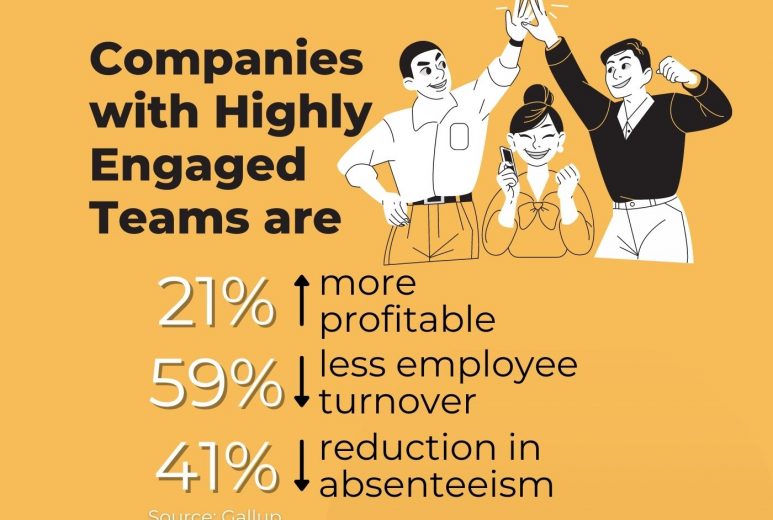 Companies
with Highly
Engaged
Teams are
21%
more
profitable
59%
less employee
turnover
41%
reduction in
absenteeism
Source: Gallup